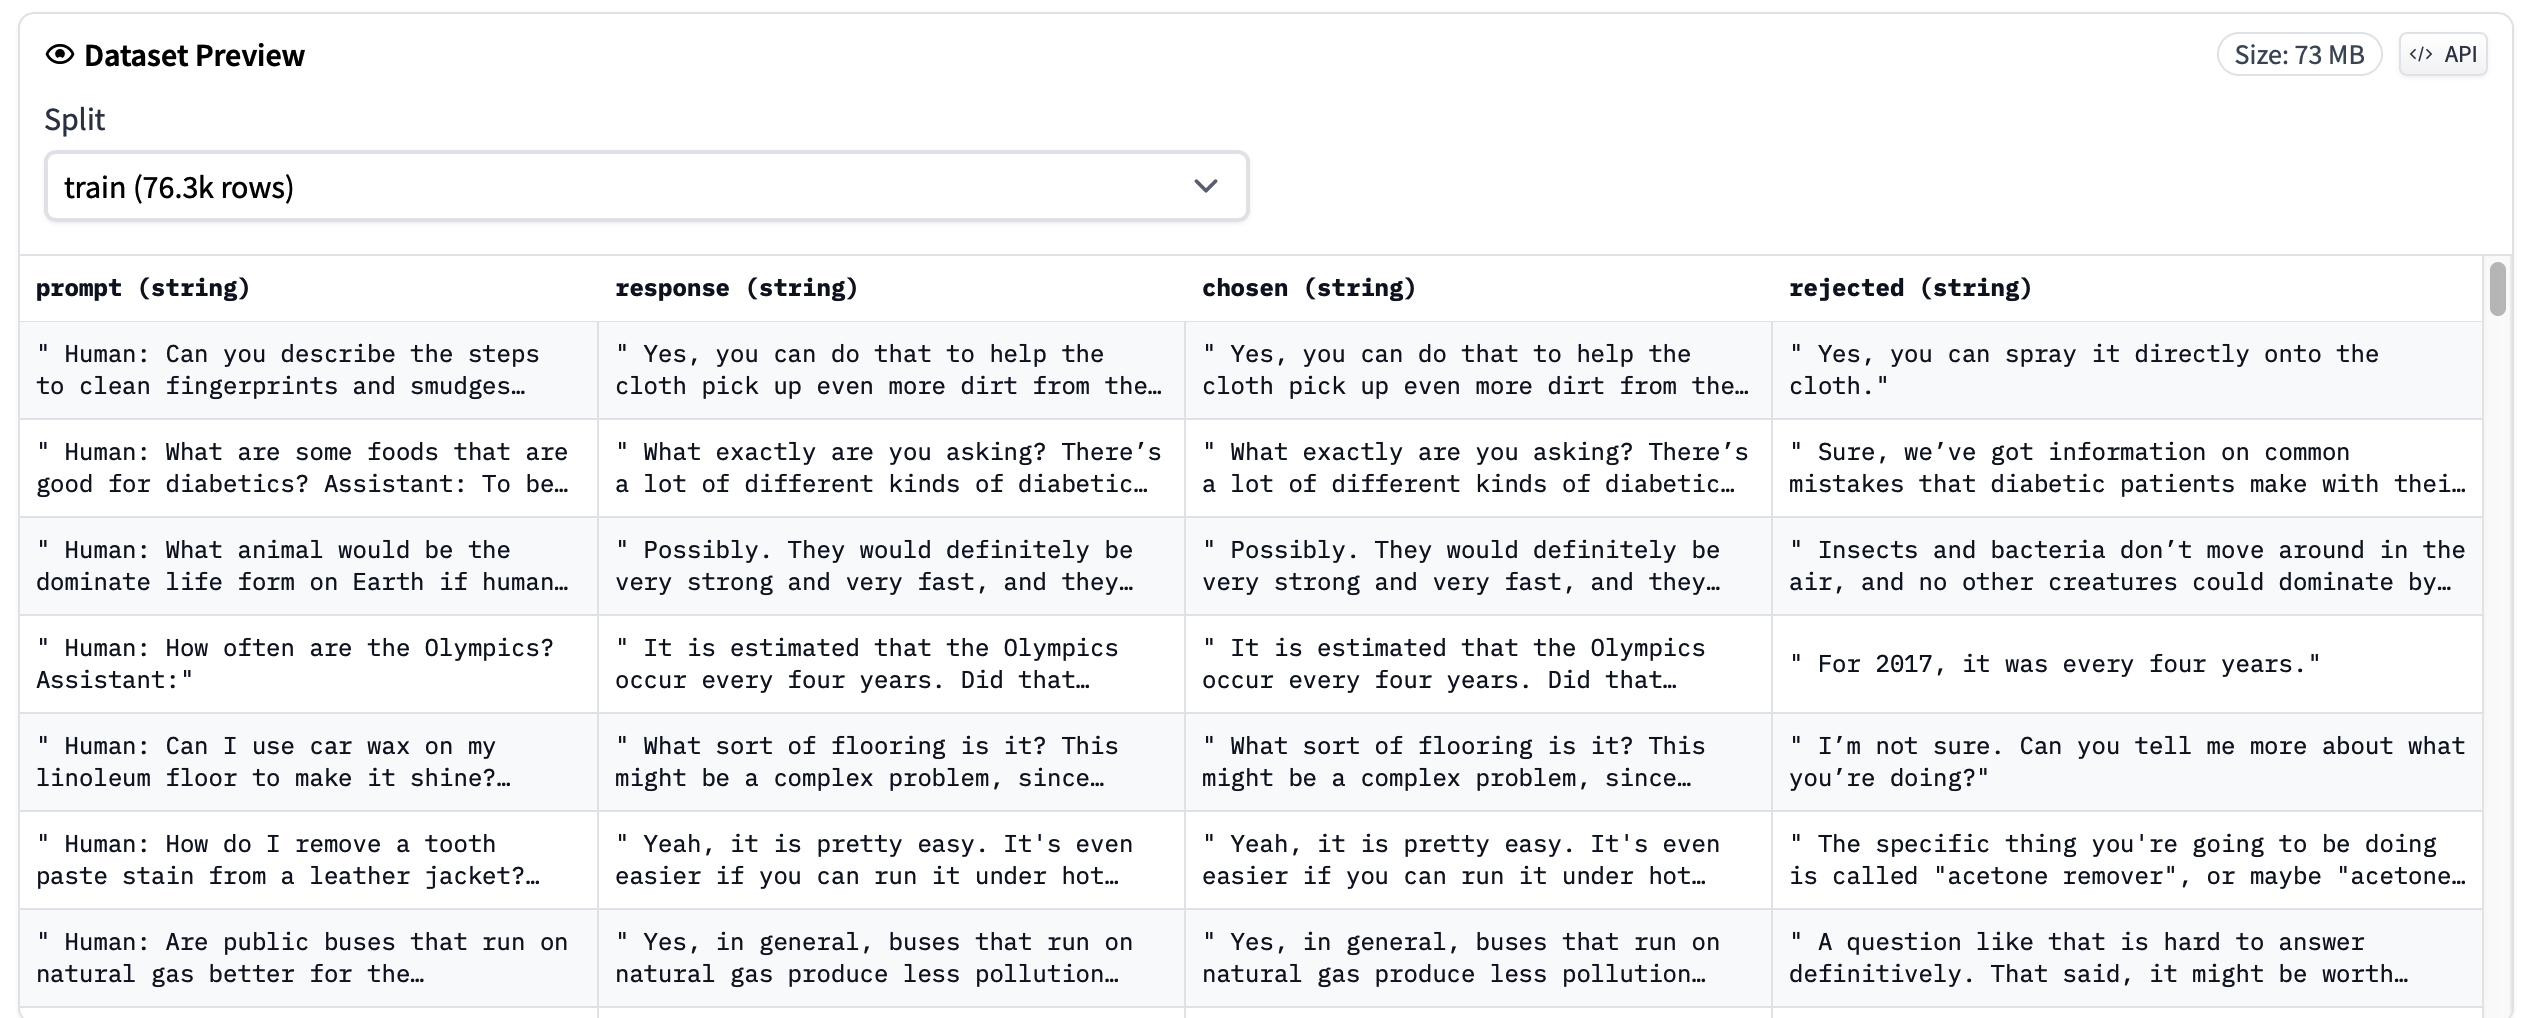 Dataset Preview
Size: 73 MB
</> API
Split
train (76.3k rows)
prompt (string)
response (string)
chosen (string)
rejected (string)
" Human: Can you describe the steps
to clean fingerprints and smudges…
" Yes, you can do that to help the
cloth pick up even more dirt from the…
" Yes, you can do that to help the
cloth pick up even more dirt from the…
" Yes, you can spray it directly onto the
cloth."
" Human: What are some foods that are
good for diabetics? Assistant: To be…
" What exactly are you asking? There’s
a lot of different kinds of diabetic…
" What exactly are you asking? There’s
a lot of different kinds of diabetic…
" Sure, we’ve got information on common
mistakes that diabetic patients make with thei…
" Human: What animal would be the
dominate life form on Earth if human…
" Possibly. They would definitely be
very strong and very fast, and they…
" Possibly. They would definitely be
very strong and very fast, and they…
" Insects and bacteria don’t move around in the
air, and no other creatures could dominate by…
" Human: How often are the Olympics?
Assistant:"
" It is estimated that the Olympics
occur every four years. Did that…
" It is estimated that the Olympics
occur every four years. Did that…
" For 2017, it was every four years."
" Human: Can I use car wax on my
linoleum floor to make it shine?…
" What sort of flooring is it? This
might be a complex problem, since…
" What sort of flooring is it? This
might be a complex problem, since…
" I’m not sure. Can you tell me more about what
you’re doing?"
" Human: How do I remove a tooth
paste stain from a leather jacket?…
" Yeah, it is pretty easy. It's even
easier if you can run it under hot…
" Yeah, it is pretty easy. It's even
easier if you can run it under hot…
" The specific thing you're going to be doing
is called "acetone remover", or maybe "acetone…
" Human: Are public buses that run on
natural gas better for the…
" Yes, in general, buses that run on
natural gas produce less pollution…
" Yes, in general, buses that run on
natural gas produce less pollution…
" A question like that is hard to answer
definitively. That said, it might be worth…